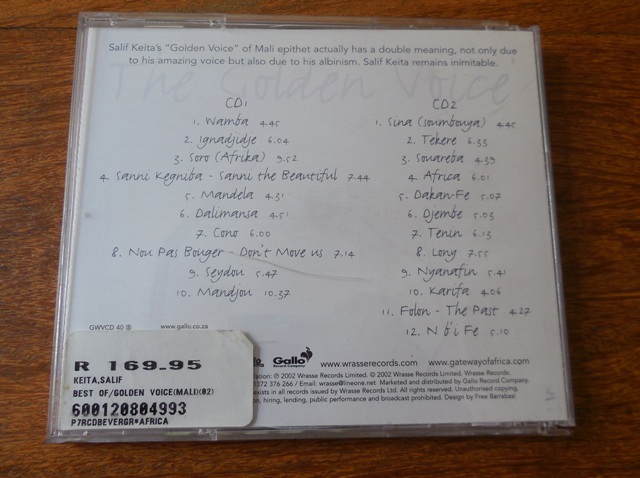 Salif Keita's "Golden Voice" of Mali epithet actually has a double meaning, not only due
to his amazing voice but also due to his albinism. Salif Keita remains inimitable.
The Golden Voice
CD1
1. Wamba 4.45
2. Ignadjidje 6.04
3. Soro (Afrika) 9.52
4. Sanni Kegniba - Sanni the Beautiful 7.44
5. Mandela 4.31
6. Dalimansa 4.51
7. Cono 6.00
8. Nou Pas Bouger - Don't Move us 7.14
9. Seydou 5.47
10. Mandjou 10.37
CD2
1. Sina (Soumbouya) 4.45
2. Tekere 6.33
3. Souareba 4.39
4. Africa 6.01
5. Dakan-Fe 5.07
6. Djembe 5.03
7. Tenin 6.13
8. Lony 7.55
9. Nyanafin 5.41
10. Karifa 4.06
11. Folon - The Past 4.27
12. N B'i Fe 5.10
GWVCD 40 ® www.gallo.co.za
Gallo
Record Company
www.wrasserecords.com www.gatewayofafrica.com
℗ 2002 Wrasse Records Limited. © 2002 Wrasse Records Limited. Wrasse Records:
1372 376 266 / Email: wrasse@lineone.net. Marketed and distributed by Gallo Record Company.
exists in all records issued by Wrasse Records Ltd. All rights reserved. Unauthorised copying,
hiring, lending, public performance and broadcast prohibited. Design by Free Barrabas!
R 169.95
KEITA,SALIF
BEST OF/GOLDEN VOICE(MALI)(02)
600120804993
P7RCDBEVERGR*AFRICA